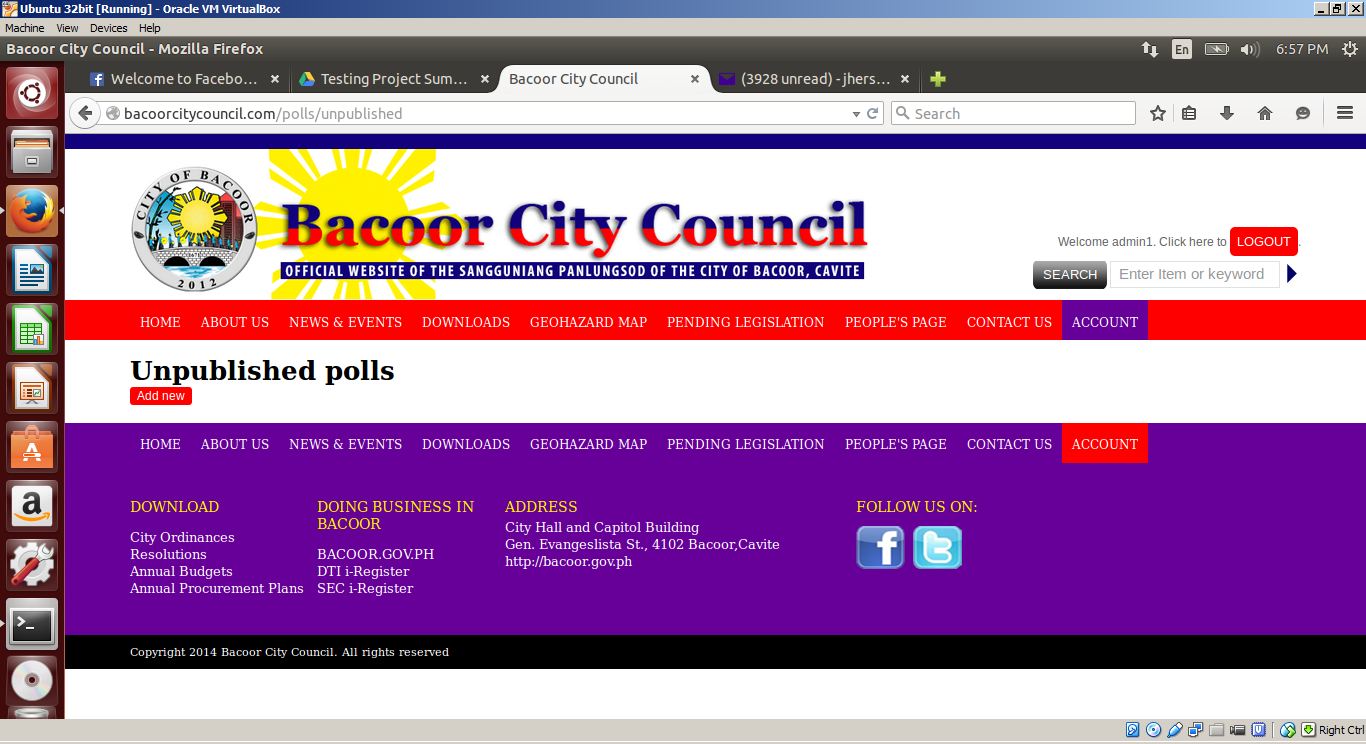 Ubuntu 32bit [Running] - Oracle VM VirtualBox
Machine View Devices Help
Bacoor City Council - Mozilla Firefox
En
6:57 PM
Welcome to Facebo...
Testing Project Sum...
Bacoor City Council
(3928 unread) - jhers...
bacoorcitycouncil.com/polls/unpublished
Search
CITY OF BACOOR
2012
Bacoor City Council
OFFICIAL WEBSITE OF THE SANGGUNIANG PANLUNGSOD OF THE CITY OF BACOOR, CAVITE
Welcome admin1. Click here to LOGOUT .
SEARCH Enter Item or keyword
HOME ABOUT US NEWS & EVENTS DOWNLOADS GEOHAZARD MAP PENDING LEGISLATION PEOPLE'S PAGE CONTACT US ACCOUNT
Unpublished polls
Add new
HOME ABOUT US NEWS & EVENTS DOWNLOADS GEOHAZARD MAP PENDING LEGISLATION PEOPLE'S PAGE CONTACT US ACCOUNT
DOWNLOAD
City Ordinances
Resolutions
Annual Budgets
Annual Procurement Plans
DOING BUSINESS IN
BACOOR
BACOOR.GOV.PH
DTI i-Register
SEC i-Register
ADDRESS
City Hall and Capitol Building
Gen. Evangeslista St., 4102 Bacoor,Cavite
http://bacoor.gov.ph
FOLLOW US ON:
Copyright 2014 Bacoor City Council. All rights reserved
Right Ctrl